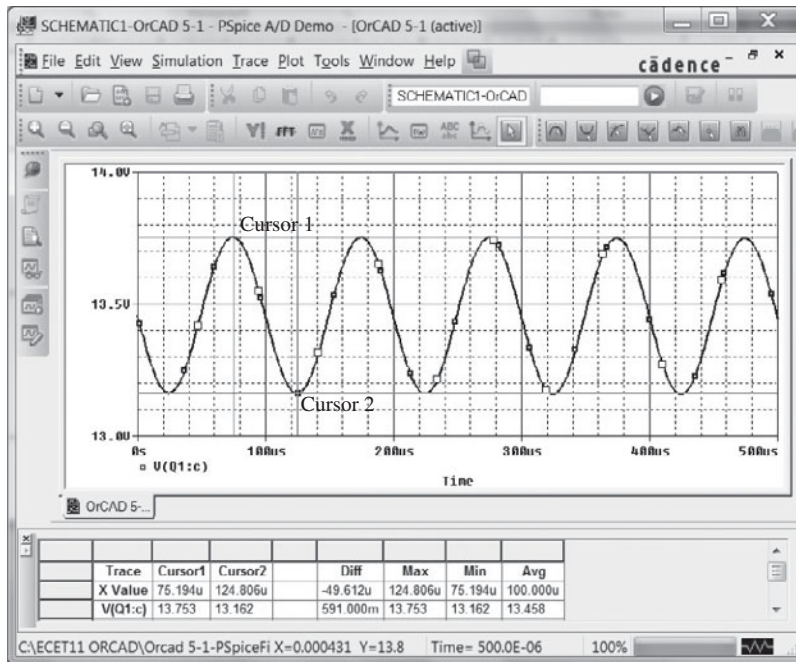 SCHEMATIC1-OrCAD 5-1 - PSpice A/D Demo - [OrCAD 5-1 (active)]
File Edit View Simulation Trace Plot Tools Window Help
cādence
SCHEMATIC1-OrCAD
FFT
ABC
14.0V
Cursor 1
13.5V
Cursor 2
13.0V
0s 100us 200us 300us 400us 500us
V(Q1:c)
Time
OrCAD 5-...
Trace Cursor1 Cursor2 Diff Max Min Avg
X Value 75.194u 124.806u -49.612u 124.806u 75.194u 100.000u
V(Q1:c) 13.753 13.162 591.000m 13.753 13.162 13.458
C:\ECET11 ORCAD\Orcad 5-1-PSpiceFi X=0.000431 Y=13.8 Time= 500.0E-06 100%